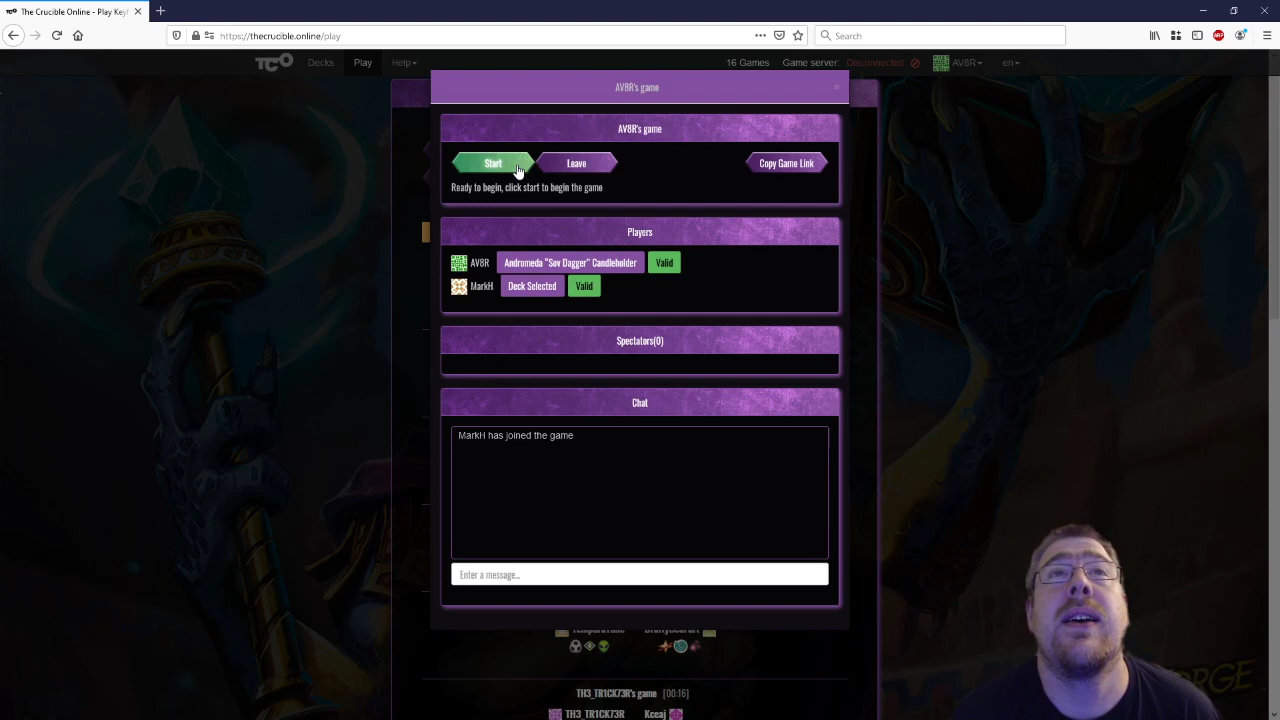 The Crucible Online - Play Keyf
https://thecrucible.online/play
Search
TCO
Decks
Play
Help
16 Games
Game server: Disconnected
AV8R
en
AV8R's game
AV8R's game
Start
Leave
Copy Game Link
Ready to begin, click start to begin the game
Players
AV8R
Andromeda "Sov Dagger" Candleholder
Valid
MarkH
Deck Selected
Valid
Spectators(0)
Chat
MarkH has joined the game
Enter a message...
TH3_TR1CK73R's game [00:16]
TH3_TR1CK73R
Kceaj